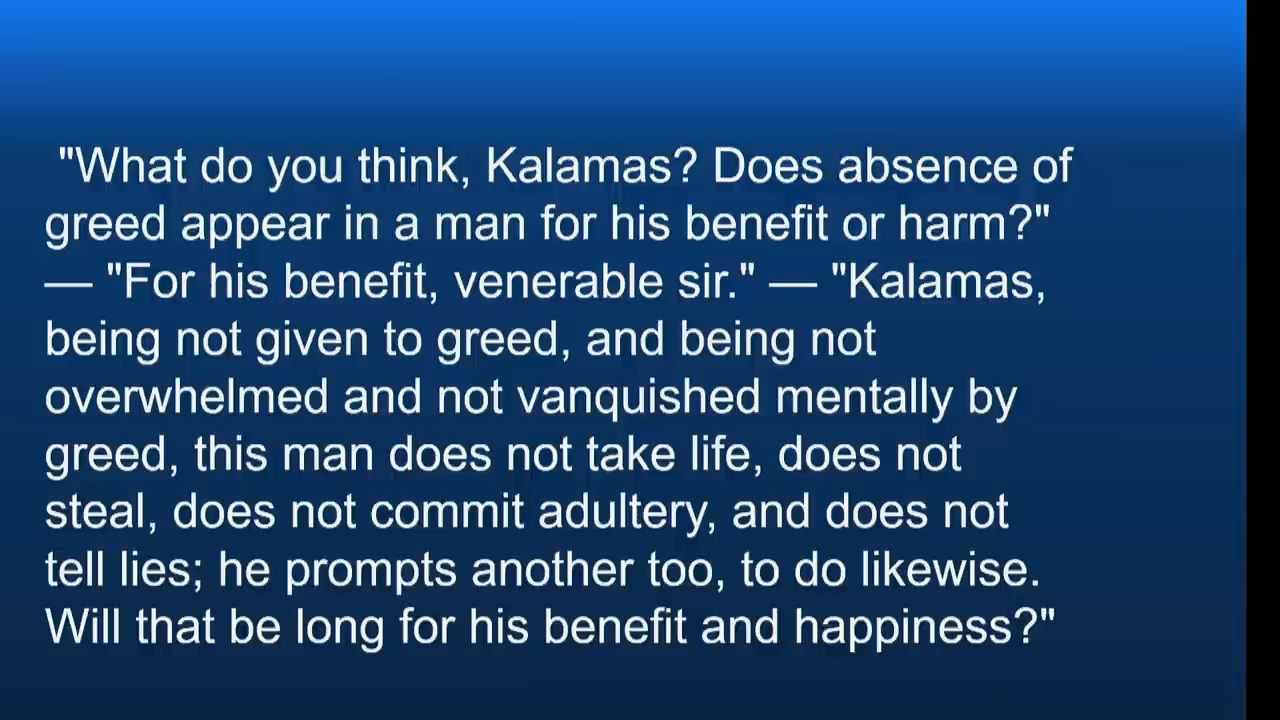 "What do you think, Kalamas? Does absence of
greed appear in a man for his benefit or harm?"
— "For his benefit, venerable sir." — "Kalamas,
being not given to greed, and being not
overwhelmed and not vanquished mentally by
greed, this man does not take life, does not
steal, does not commit adultery, and does not
tell lies; he prompts another too, to do likewise.
Will that be long for his benefit and happiness?"